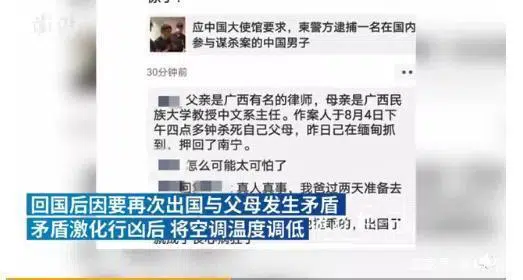 应中国大使馆要求，柬警方逮捕一名在国内
参与谋杀案的中国男子
30分钟前
父亲是广西有名的律师，母亲是广西民
族大学教授中文系主任。作案人于8月4日下
午四点多钟杀死自己父母，昨日己在缅甸抓
到、押回了南宁。
怎么可能太可怕了
真人真事，我爸过两天准备去
回国后因要再次出国与父母发生矛盾
乖的，出国了
矛盾激化行凶后 将空调温度调低